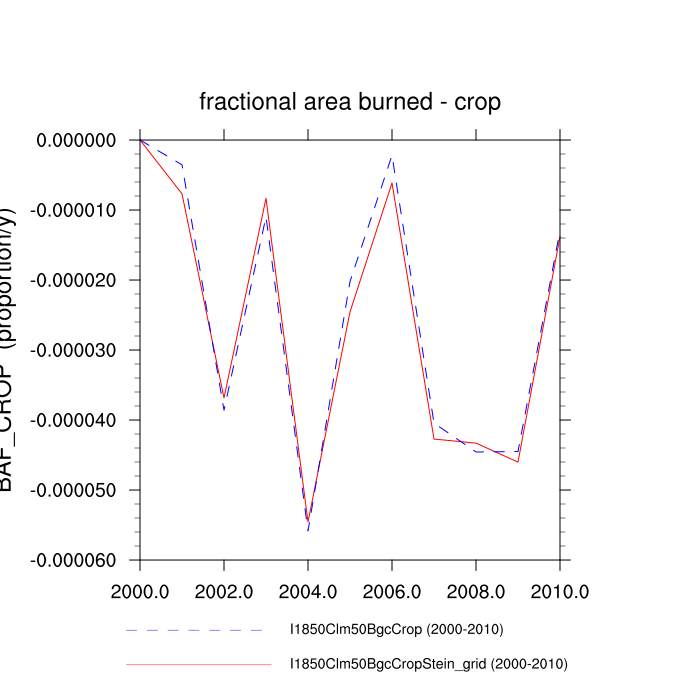 fractional area burned - crop
BAF_CROP (proportion/y)
0.000000
-0.000010
-0.000020
-0.000030
-0.000040
-0.000050
-0.000060
2000.0 2002.0 2004.0 2006.0 2008.0 2010.0
I1850Clm50BgcCrop (2000-2010)
I1850Clm50BgcCropStein_grid (2000-2010)